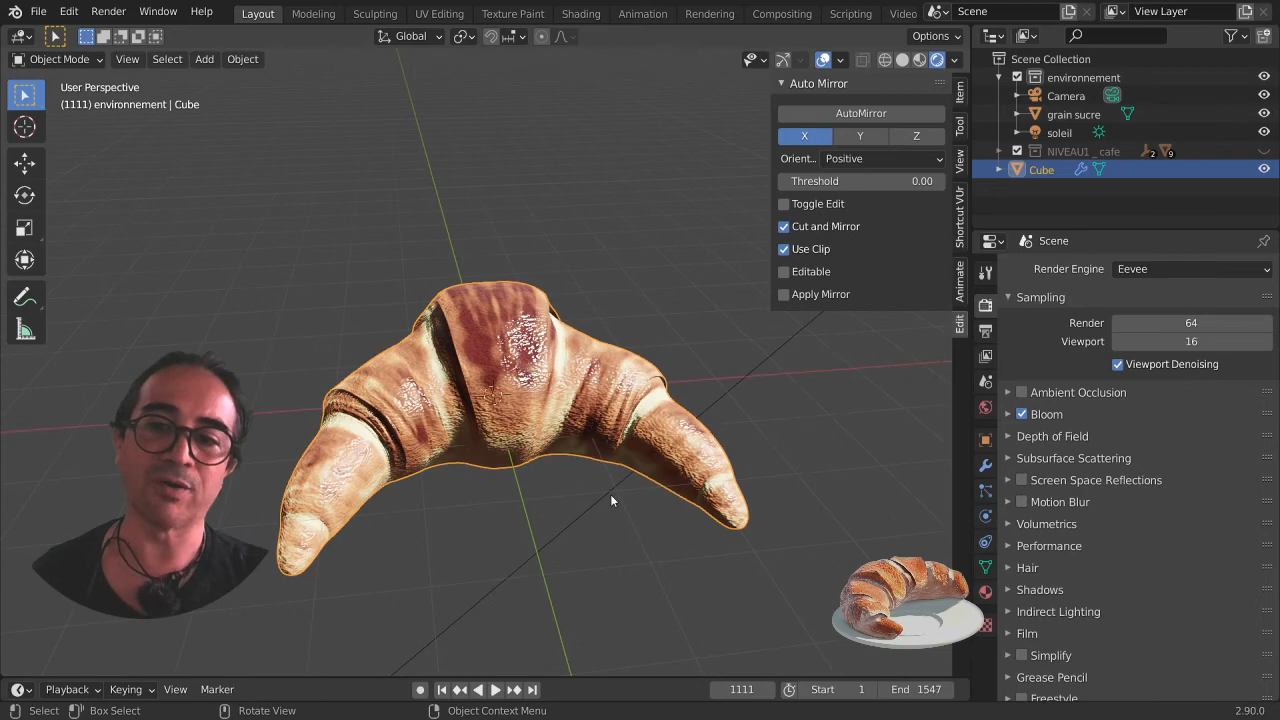 File Edit Render Window Help Layout Modeling Sculpting UV Editing Texture Paint Shading Animation Rendering Compositing Scripting Video Scene View Layer
Global Options
Object Mode View Select Add Object
User Perspective
(1111) environnement | Cube
Auto Mirror
AutoMirror
X Y Z
Orient... Positive
Threshold 0.00
Toggle Edit
Cut and Mirror
Use Clip
Editable
Apply Mirror
Item
Tool
View
Shortcut VUr
Animate
Edit
Scene Collection
environnement
Camera
grain sucre
soleil
NIVEAU1_cafe 2 9
Cube
Scene
Render Engine Eevee
Sampling
Render 64
Viewport 16
Viewport Denoising
Ambient Occlusion
Bloom
Depth of Field
Subsurface Scattering
Screen Space Reflections
Motion Blur
Volumetrics
Performance
Hair
Shadows
Indirect Lighting
Film
Simplify
Grease Pencil
Freestyle
Playback Keying View Marker 1111 Start 1 End 1547
Select Box Select Rotate View Object Context Menu 2.90.0